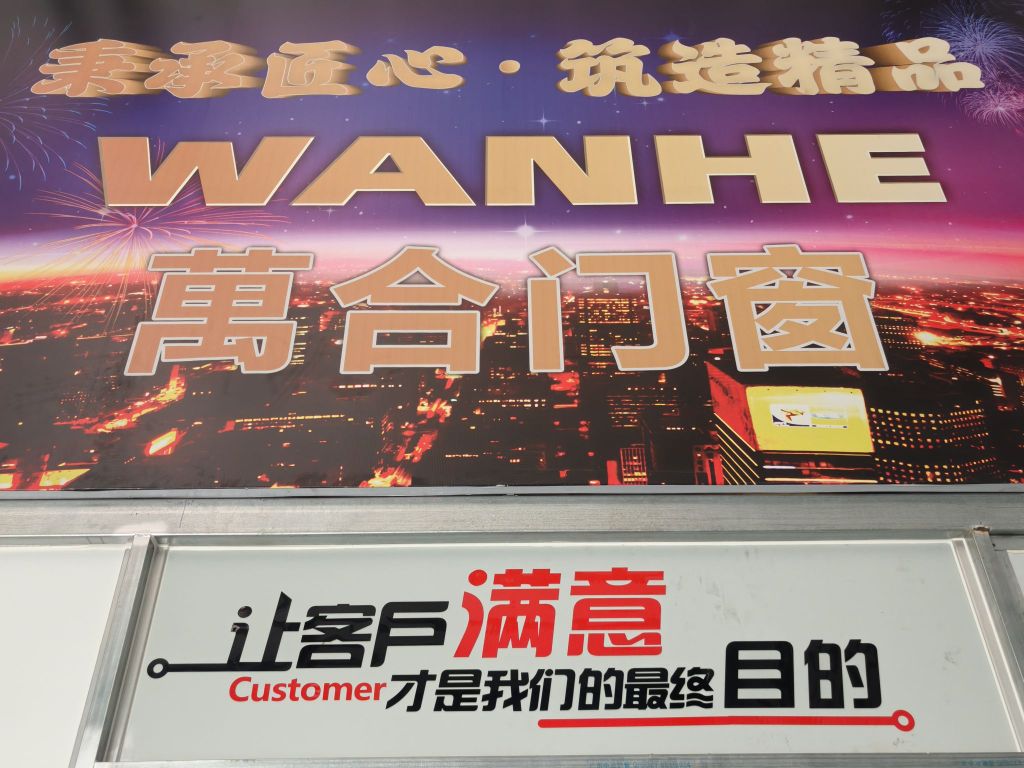 秉承匠心·筑造精品
WANHE
萬合门窗
让客戶满意
Customer才是我们的最终目的